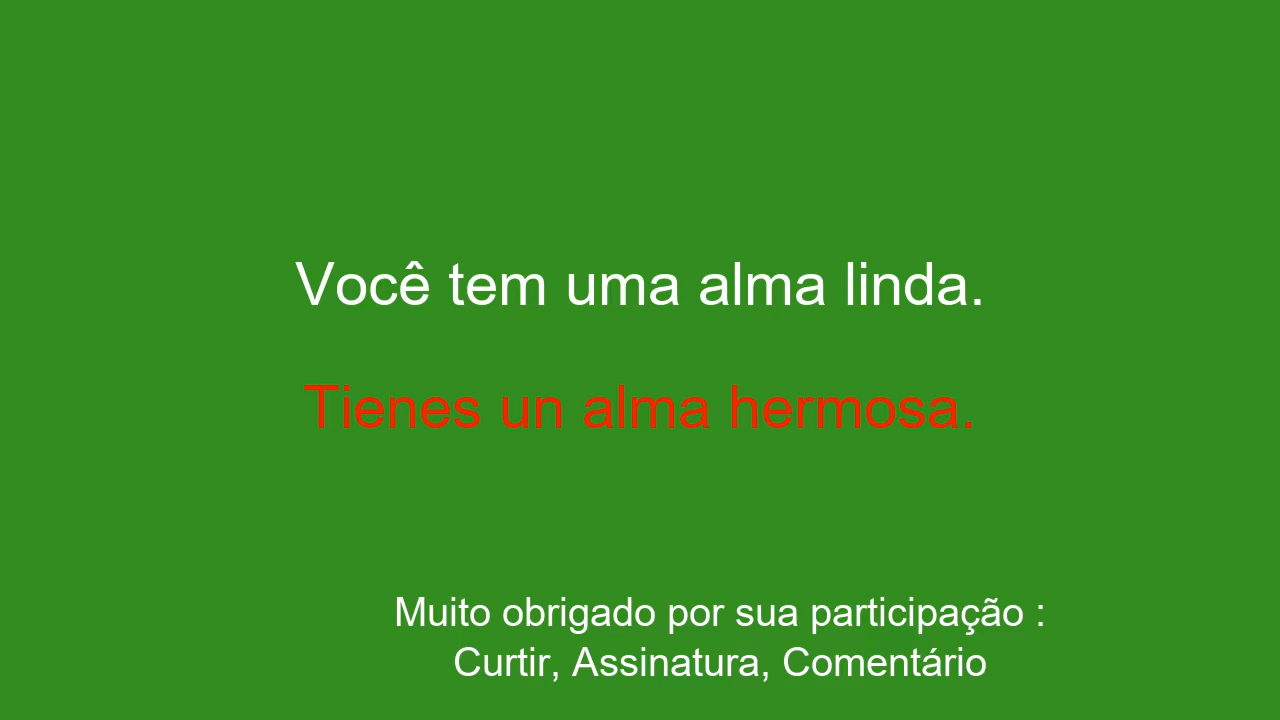 Você tem uma alma linda.
Tienes un alma hermosa.
Muito obrigado por sua participação :
Curtir, Assinatura, Comentário